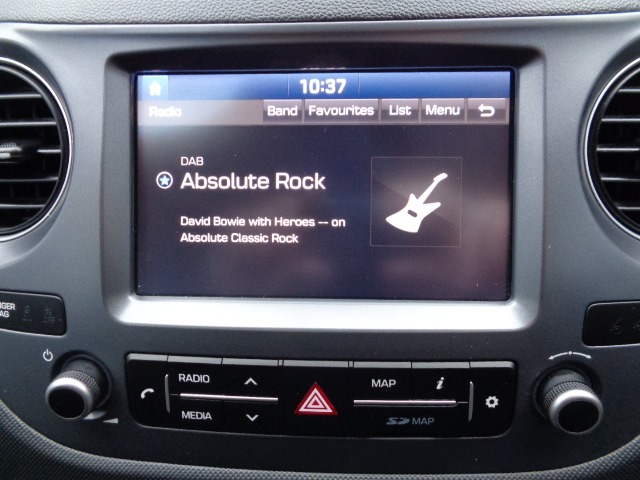 10:37
Radio Band Favourites List Menu
DAB
Absolute Rock
David Bowie with Heroes -- on
Absolute Classic Rock
RADIO MAP i
MEDIA SD MAP